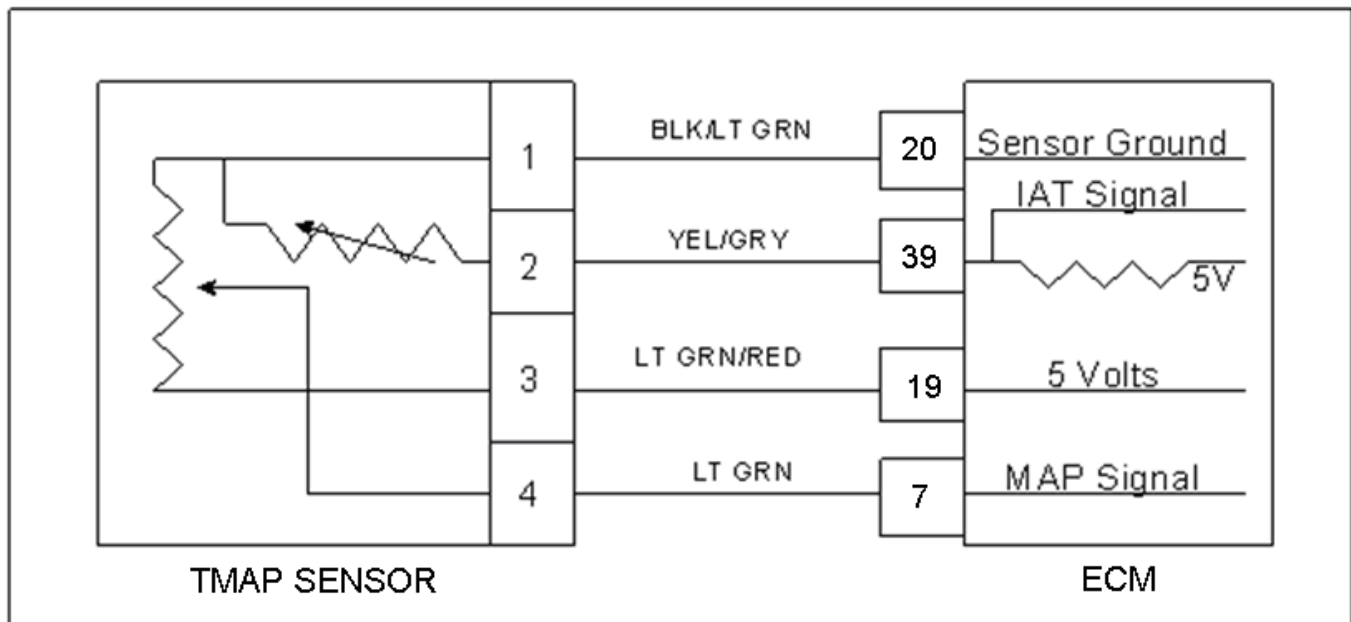 1 BLK/LT GRN 20 Sensor Ground
IAT Signal
2 YEL/GRY 39 5V
3 LT GRN/RED 19 5 Volts
4 LT GRN 7 MAP Signal
TMAP SENSOR ECM